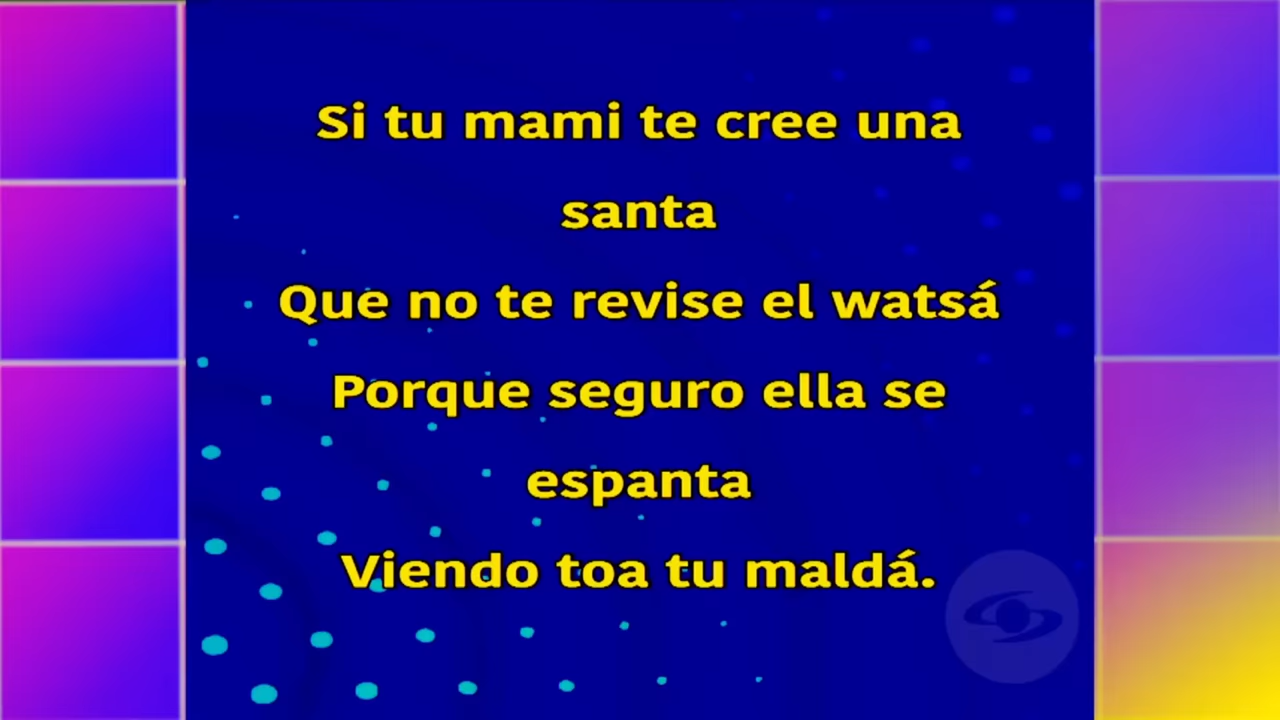 Si tu mami te cree una
santa
Que no te revise el watsá
Porque seguro ella se
espanta
Viendo toa tu maldá.